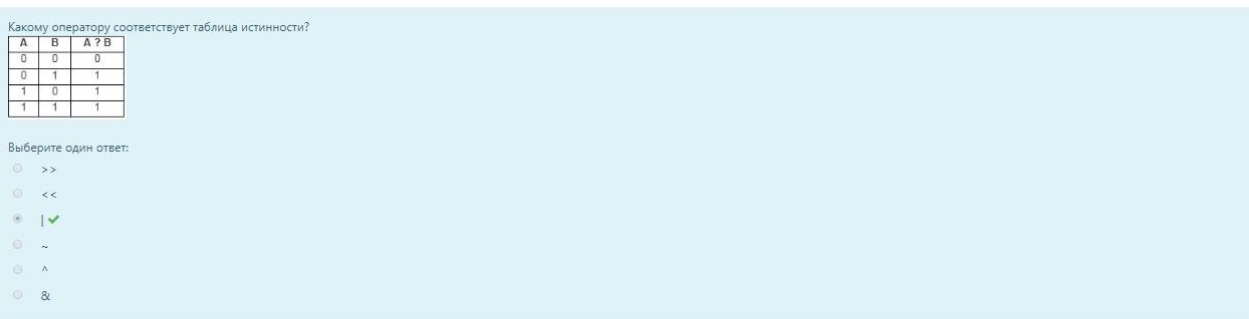 Какому оператору соответствует таблица истинности?
A B A ? B
0 0 0
0 1 1
1 0 1
1 1 1
Выберите один ответ:
>>
<<
|
~
^
&